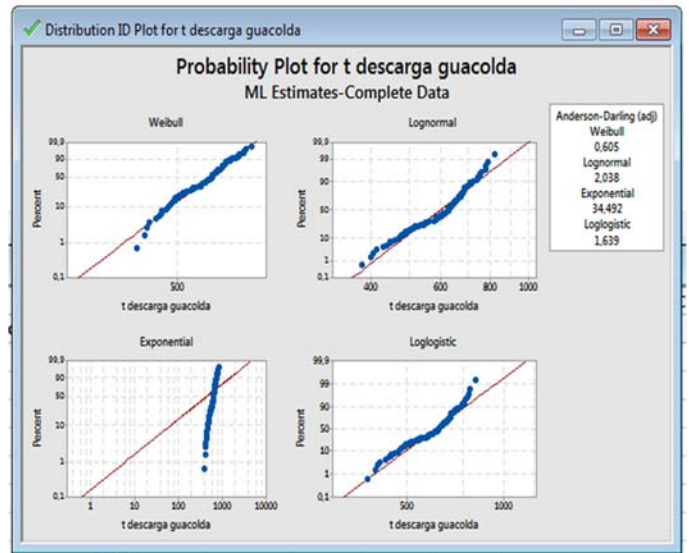 Distribution ID Plot for t descarga guacolda
Probability Plot for t descarga guacolda
ML Estimates-Complete Data
Weibull
Percent
99,9
90
50
10
1
0,1
500
t descarga guacolda
Lognormal
Percent
99,9
99
90
50
10
1
0,1
400
600
800
1000
t descarga guacolda
Anderson-Darling (adj)
Weibull
0,605
Lognormal
2,038
Exponential
34,492
Loglogistic
1,639
Exponential
Percent
99,9
90
50
10
1
0,1
1
10
100
1000
10000
t descarga guacolda
Loglogistic
Percent
99,9
99
90
50
10
1
0,1
500
1000
t descarga guacolda